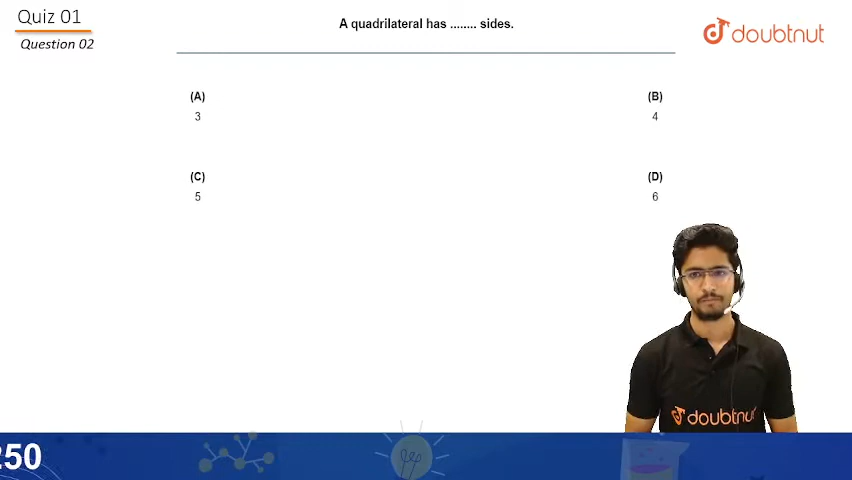 Quiz 01
Question 02
A quadrilateral has ........ sides.
doubtnut
(A)
3
(B)
4
(C)
5
(D)
6
doubtnut
250